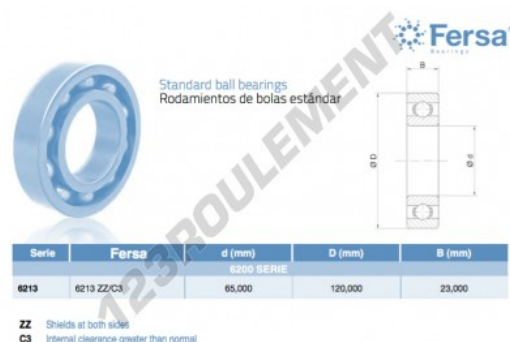 Fersa
Bearings
Standard ball bearings
Rodamientos de bolas estándar
B
Ø D
Ø d
Serie Fersa d (mm) D (mm) B (mm)
6200 SERIE
6213 6213 ZZ/C3 65,000 120,000 23,000
ZZ Shields at both sides
C3 Internal clearance greater than normal
123ROULEMENT